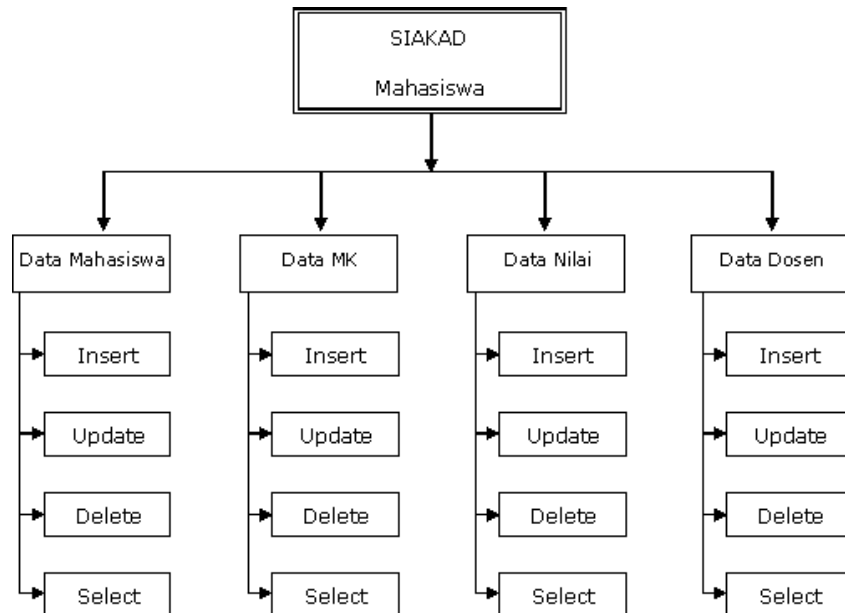 SIAKAD
Mahasiswa
Data Mahasiswa
Data MK
Data Nilai
Data Dosen
Insert
Insert
Insert
Insert
Update
Update
Update
Update
Delete
Delete
Delete
Delete
Select
Select
Select
Select